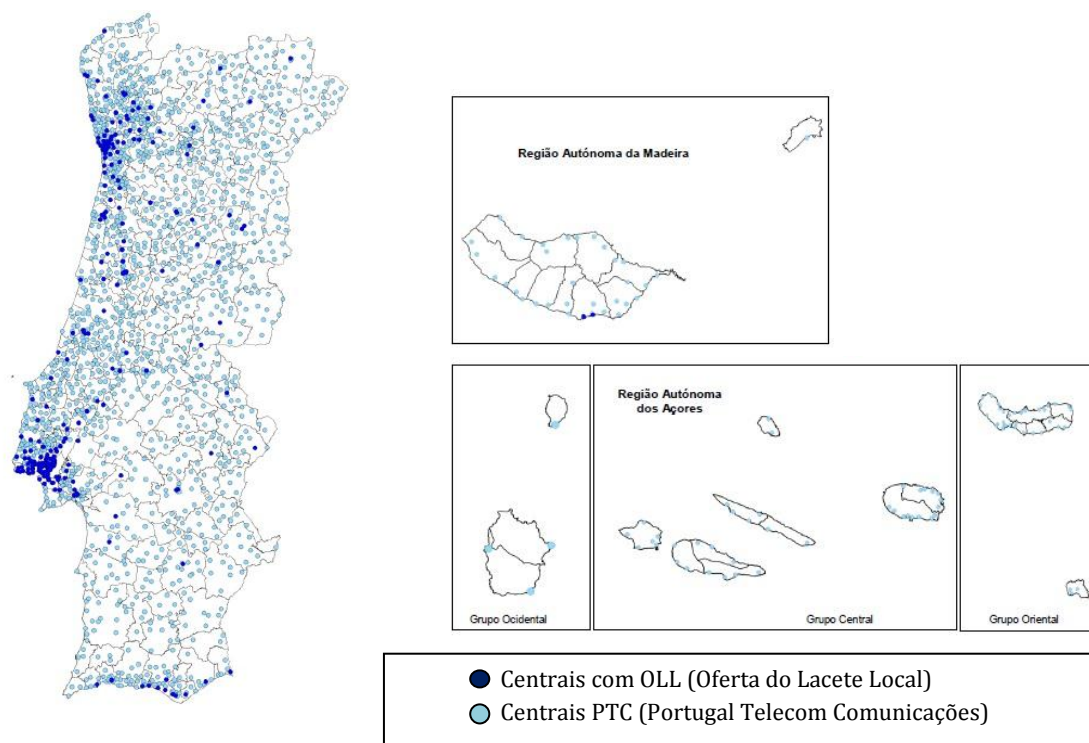 Região Autónoma da Madeira
Região Autónoma
dos Açores
Grupo Ocidental
Grupo Central
Grupo Oriental
Centrais com OLL (Oferta do Lacete Local)
Centrais PTC (Portugal Telecom Comunicações)